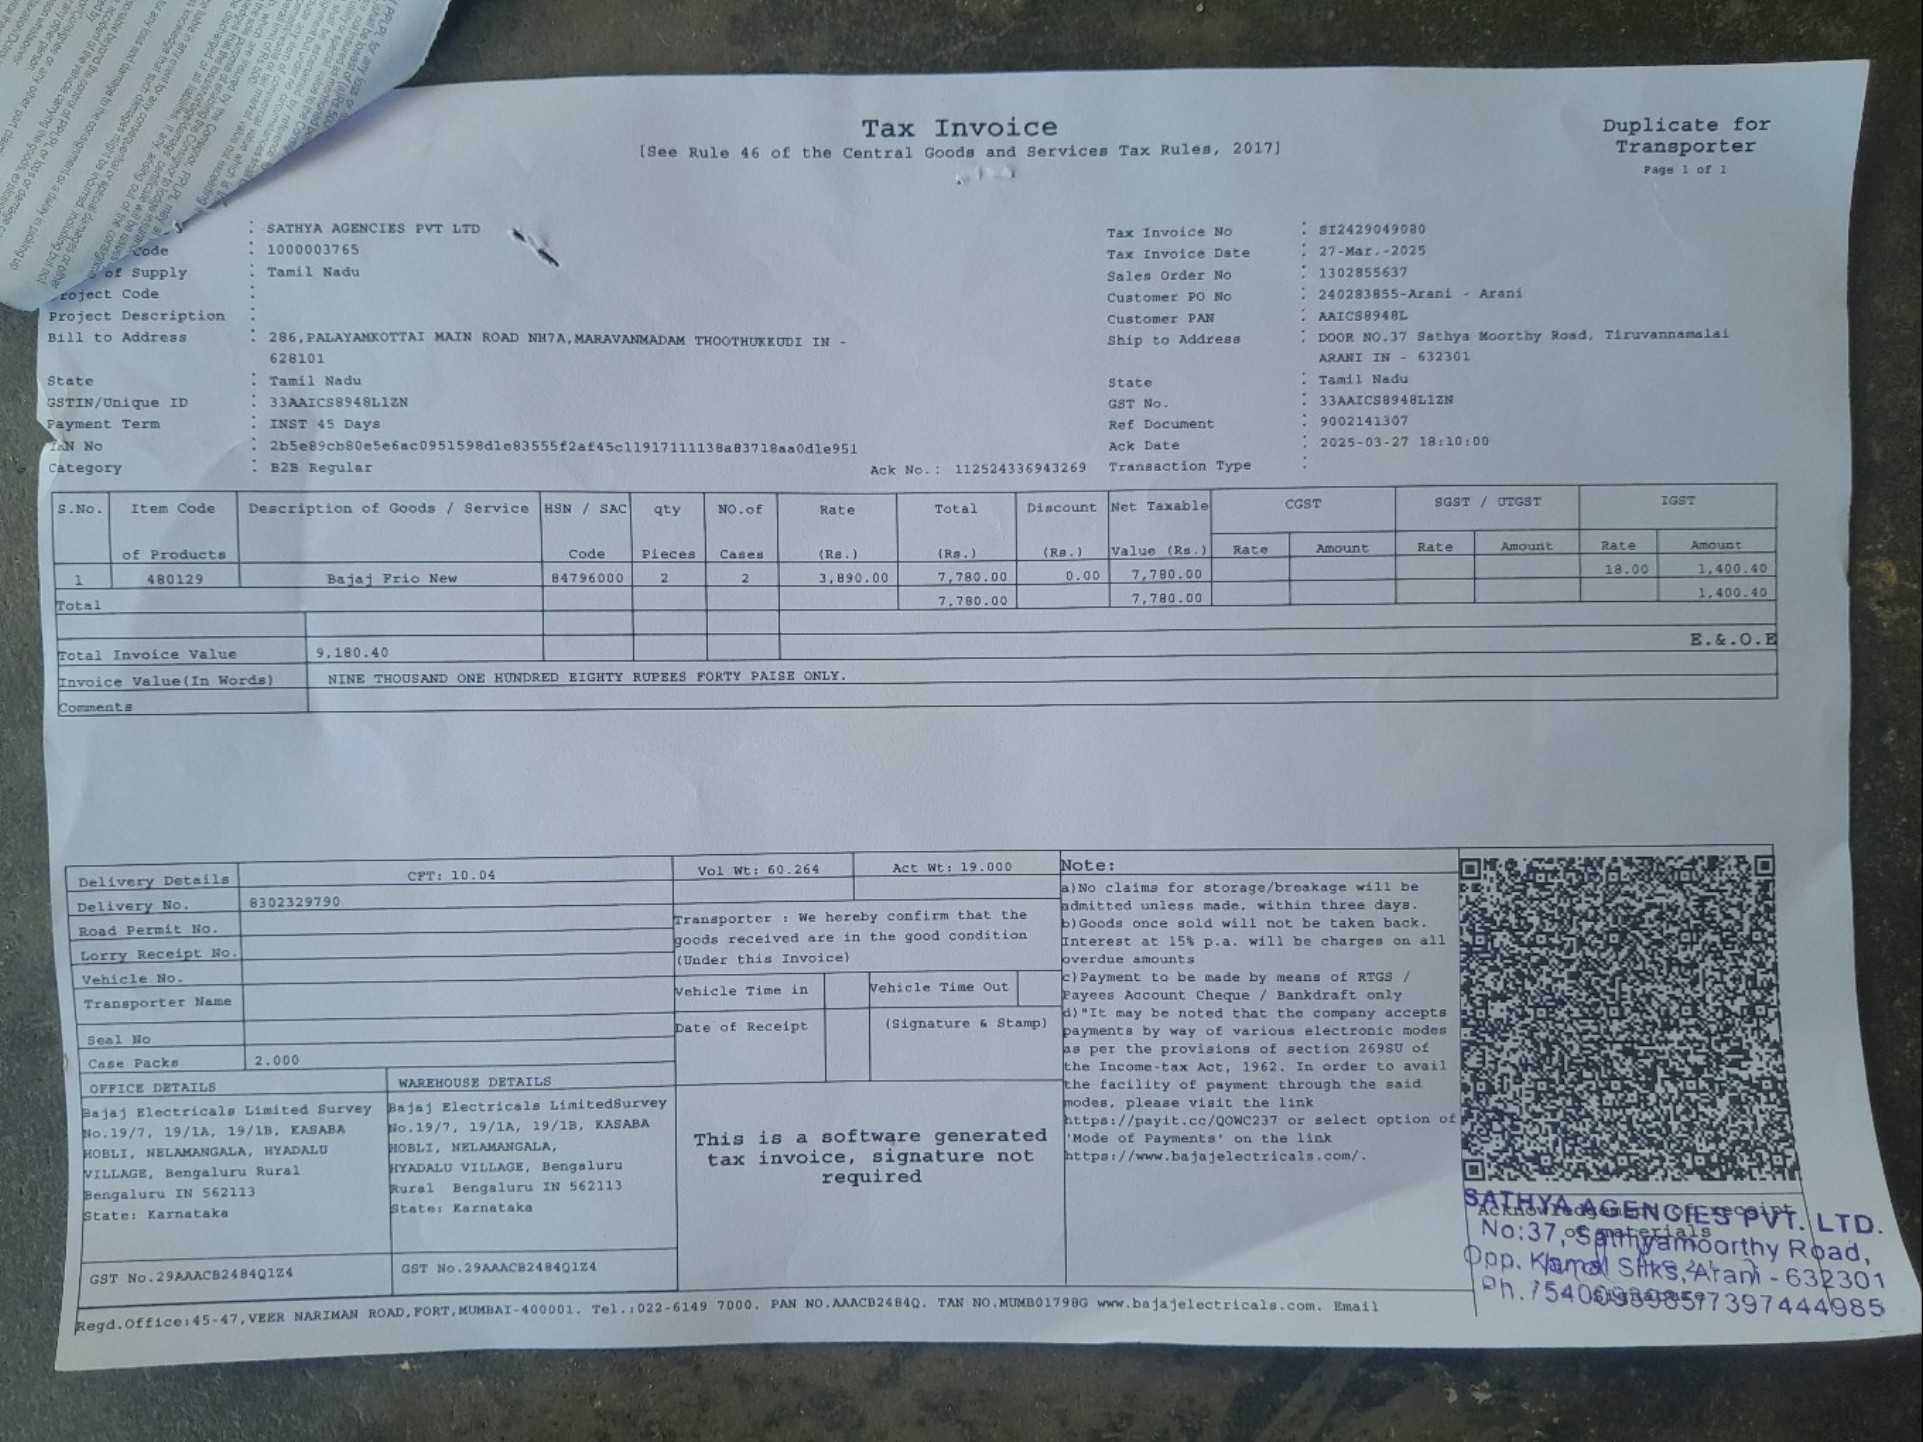 Tax Invoice
[See Rule 46 of the Central Goods and Services Tax Rules, 2017]
Duplicate for
Transporter
Page 1 of 1
: SATHYA AGENCIES PVT LTD
Code : 1000003765
of Supply : Tamil Nadu
Project Code :
Project Description :
Bill to Address : 286,PALAYAMKOTTAI MAIN ROAD NH7A,MARAVANMADAM THOOTHUKKUDI IN -
628101
State : Tamil Nadu
GSTIN/Unique ID : 33AAICS8948L1ZN
Payment Term : INST 45 Days
No : 2b5e89cb80e5e6ac0951598d1e83555f2af45c11917111138a83718aa0d1e951
Category : B2B Regular
Ack No.: 112524336943269
Tax Invoice No : SI2429049080
Tax Invoice Date : 27-Mar.-2025
Sales Order No : 1302855637
Customer PO No : 240283855-Arani - Arani
Customer PAN : AAICS8948L
Ship to Address : DOOR NO.37 Sathya Moorthy Road, Tiruvannamalai
ARANI IN - 632301
State : Tamil Nadu
GST No. : 33AAICS8948L1ZN
Ref Document : 9002141307
Ack Date : 2025-03-27 18:10:00
Transaction Type :
S.No. Item Code Description of Goods / Service HSN / SAC qty NO.of Rate Total Discount Net Taxable CGST SGST / UTGST IGST
of Products Code Pieces Cases (Rs.) (Rs.) (Rs.) Value (Rs.) Rate Amount Rate Amount Rate Amount
1 480129 Bajaj Frio New 84796000 2 2 3,890.00 7,780.00 0.00 7,780.00 18.00 1,400.40
Total 7,780.00 7,780.00 1,400.40
E.&.O.E
Total Invoice Value 9,180.40
Invoice Value(In Words) NINE THOUSAND ONE HUNDRED EIGHTY RUPEES FORTY PAISE ONLY.
Comments
Delivery Details CPT: 10.04
Delivery No. 8302329790
Road Permit No.
Lorry Receipt No.
Vehicle No.
Transporter Name
Seal No
Case Packs 2.000
OFFICE DETAILS
Bajaj Electricals Limited Survey
No.19/7, 19/1A, 19/1B, KASABA
HOBLI, NELAMANGALA, HYADALU
VILLAGE, Bengaluru Rural
Bengaluru IN 562113
State: Karnataka
GST No.29AAACB2484Q1Z4
WAREHOUSE DETAILS
Bajaj Electricals LimitedSurvey
No.19/7, 19/1A, 19/1B, KASABA
HOBLI, NELAMANGALA,
HYADALU VILLAGE, Bengaluru
Rural Bengaluru IN 562113
State: Karnataka
GST No.29AAACB2484Q1Z4
Vol Wt: 60.264 Act Wt: 19.000
Transporter : We hereby confirm that the
goods received are in the good condition
(Under this Invoice)
Vehicle Time in Vehicle Time Out
Date of Receipt (Signature & Stamp)
This is a software generated
tax invoice, signature not
required
Note:
a)No claims for storage/breakage will be
admitted unless made, within three days.
b)Goods once sold will not be taken back.
Interest at 15% p.a. will be charges on all
overdue amounts
c)Payment to be made by means of RTGS /
Payees Account Cheque / Bankdraft only
d)"It may be noted that the company accepts
payments by way of various electronic modes
as per the provisions of section 269SU of
the Income-tax Act, 1962. In order to avail
the facility of payment through the said
modes, please visit the link
https://payit.cc/QOWC237 or select option of
'Mode of Payments' on the link
https://www.bajajelectricals.com/.
Acknowledgement of receipt
of materials
SATHYA AGENCIES PVT. LTD.
No:37, Sathyamoorthy Road,
Opp. Kamal Silks, Arani - 632301
Regd.Office:45-47,VEER NARIMAN ROAD,FORT,MUMBAI-400001. Tel.:022-6149 7000. PAN NO.AAACB2484Q. TAN NO.MUMB01798G www.bajajelectricals.com. Email